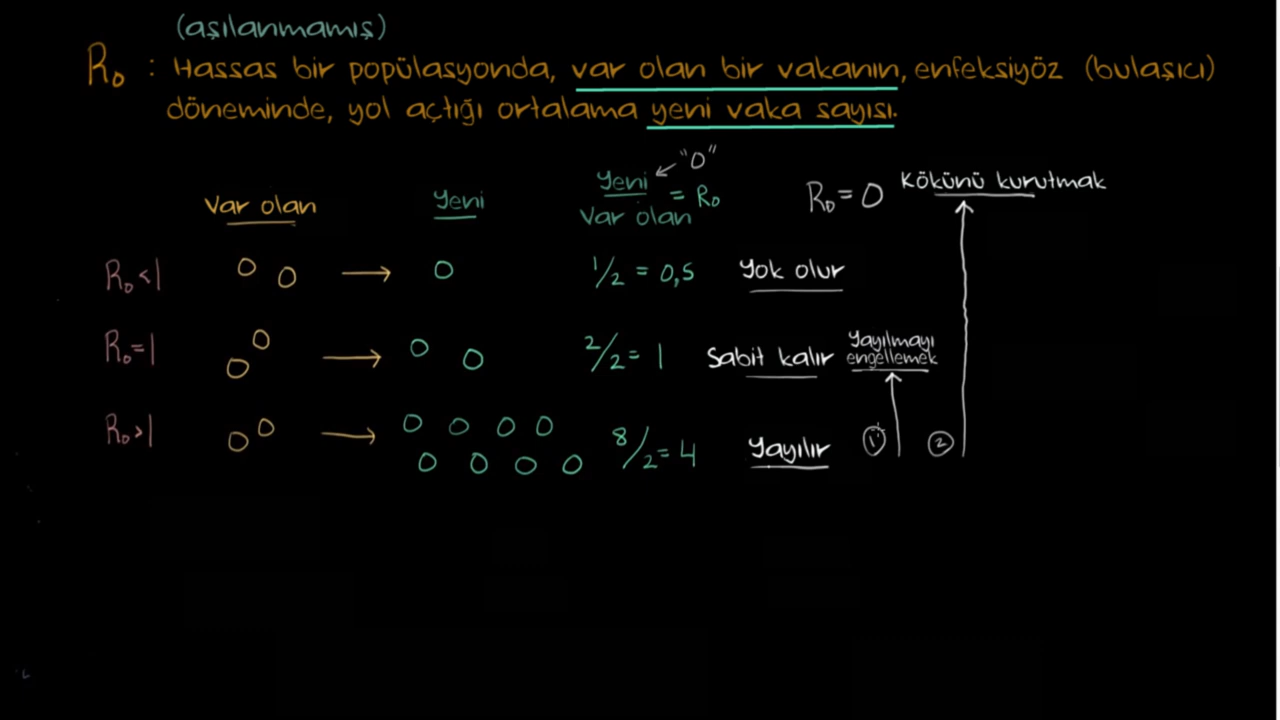 (aşılanmamış)
R₀ : Hassas bir popülasyonda, var olan bir vakanın, enfeksiyöz (bulaşıcı)
döneminde, yol açtığı ortalama yeni vaka sayısı.
"0"
Var olan Yeni Yeni = R₀ R₀ = 0 Kökünü kurutmak
Var olan
R₀<1 1/2 = 0,5 Yok olur
R₀=1 2/2 = 1 Sabit kalır Yayılmayı
engellemek
R₀>1 8/2 = 4 Yayılır 1 2